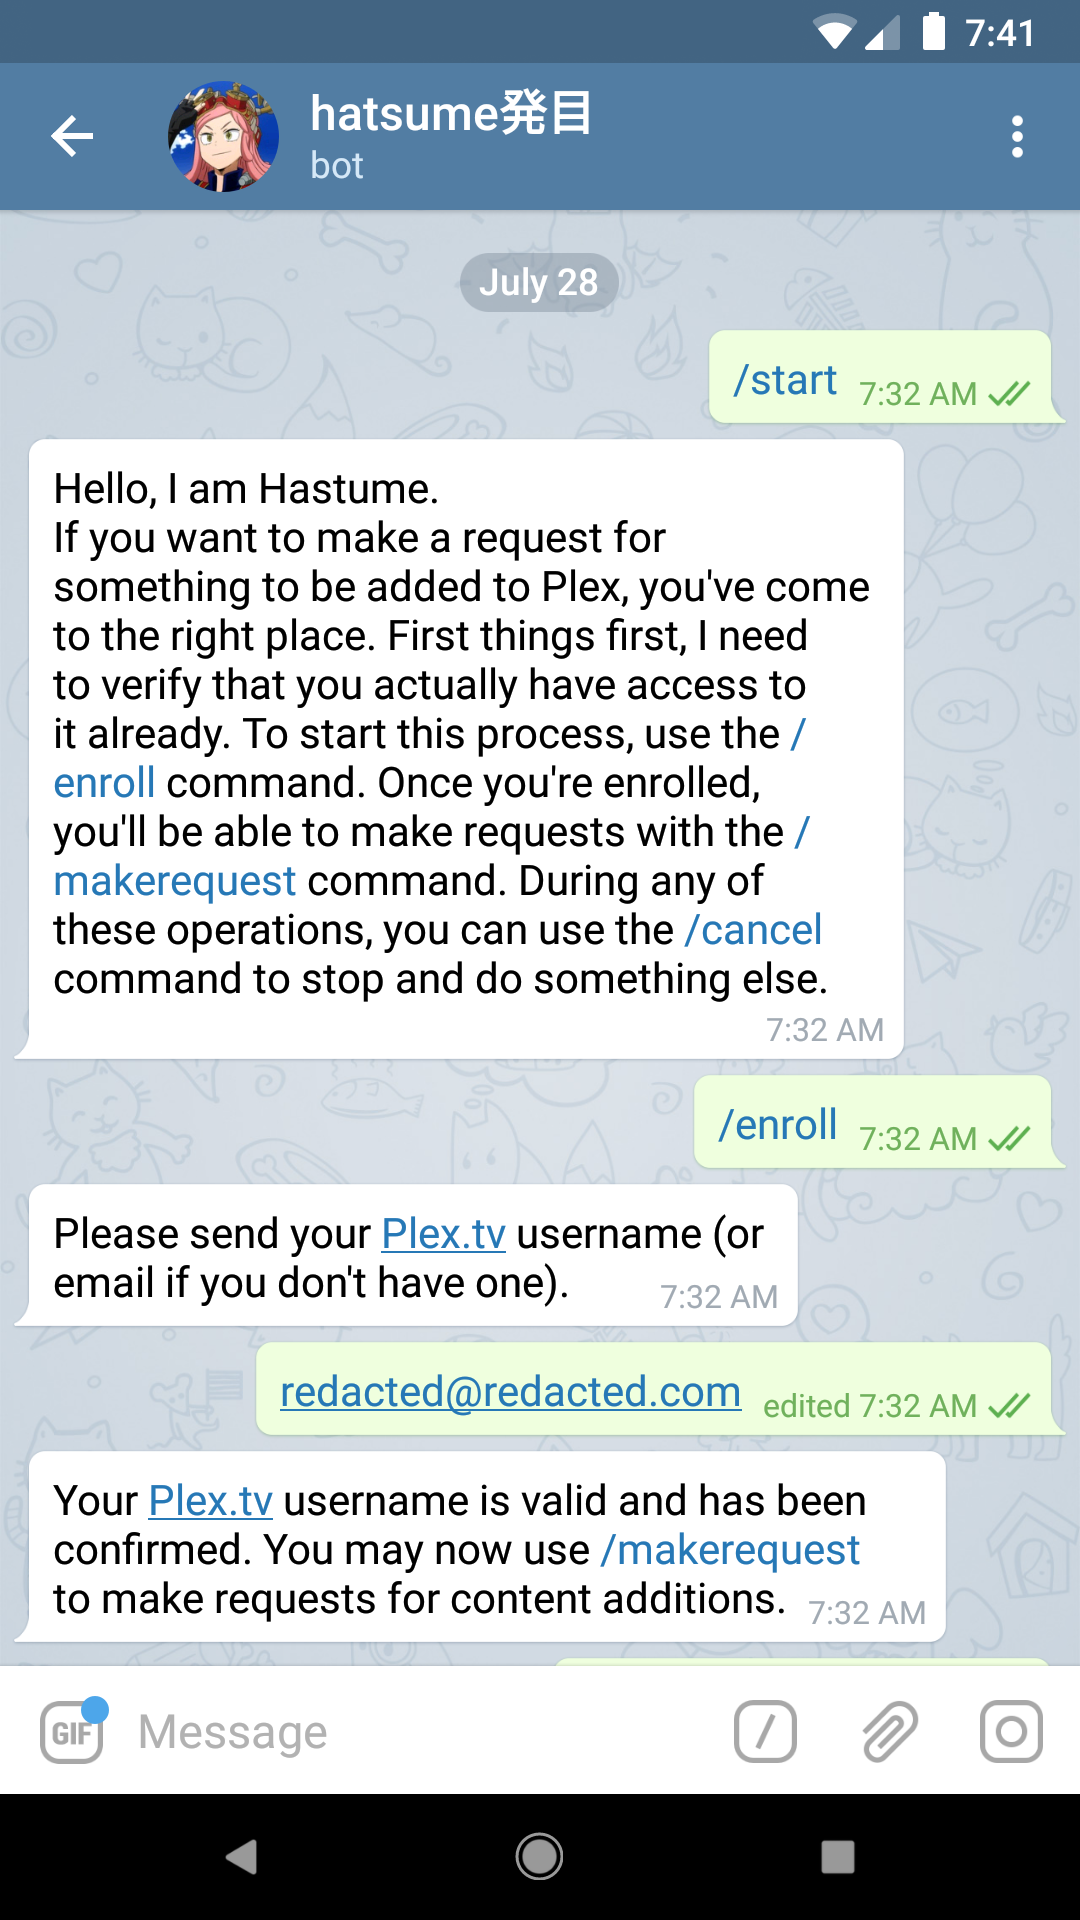 7:41
hatsume発目
bot
July 28
/start 7:32 AM
Hello, I am Hastume.
If you want to make a request for
something to be added to Plex, you've come
to the right place. First things first, I need
to verify that you actually have access to
it already. To start this process, use the /
enroll command. Once you're enrolled,
you'll be able to make requests with the /
makerequest command. During any of
these operations, you can use the /cancel
command to stop and do something else.
7:32 AM
/enroll 7:32 AM
Please send your Plex.tv username (or
email if you don't have one). 7:32 AM
redacted@redacted.com edited 7:32 AM
Your Plex.tv username is valid and has been
confirmed. You may now use /makerequest
to make requests for content additions. 7:32 AM
GIF Message /